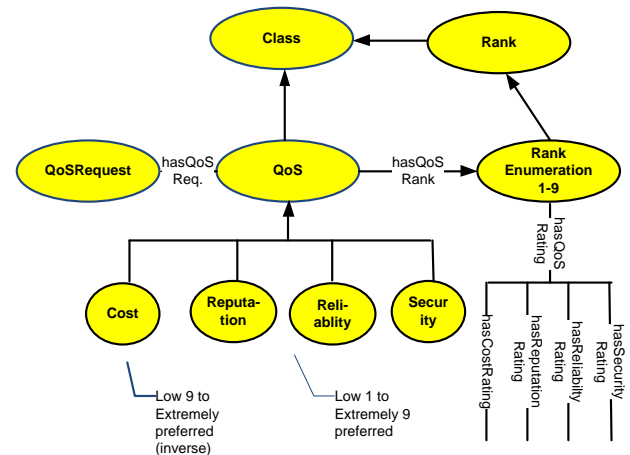 Class
Rank
QoSRequest
hasQoS
Req.
QoS
hasQoS
Rank
Rank
Enumeration
1-9
hasQoS
Rating
Cost
Reputa-
tion
Reli-
ablity
Secur
ity
hasCostRating
hasReputation
Rating
hasReliabilty
Rating
hasSecurity
Rating
Low 9 to
Extremely
preferred
(inverse)
Low 1 to
Extremely 9
preferred